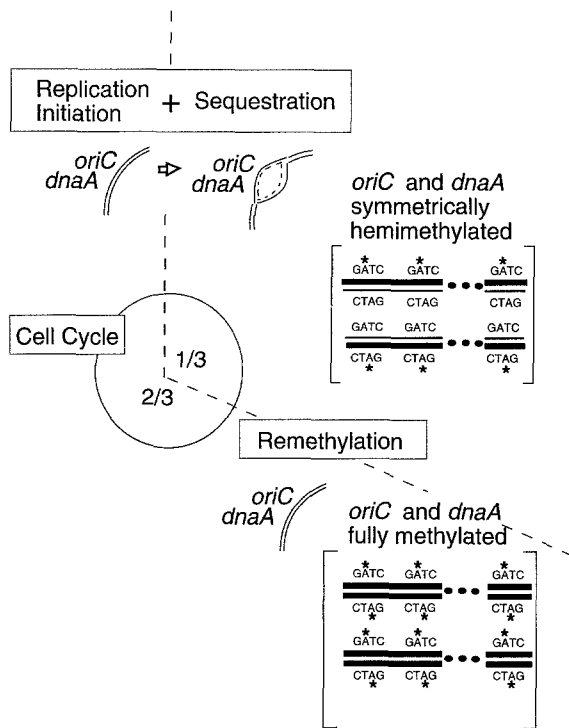 Replication
Initiation + Sequestration
oriC
dnaA
oriC
dnaA
oriC and dnaA
symmetrically
hemimethylated
* * *
GATC GATC GATC
CTAG CTAG CTAG
GATC GATC GATC
CTAG CTAG CTAG
* * *
Cell Cycle
1/3
2/3
Remethylation
oriC
dnaA
oriC and dnaA
fully methylated
* * *
GATC GATC GATC
CTAG CTAG CTAG
* * *
* * *
GATC GATC GATC
CTAG CTAG CTAG
* * *